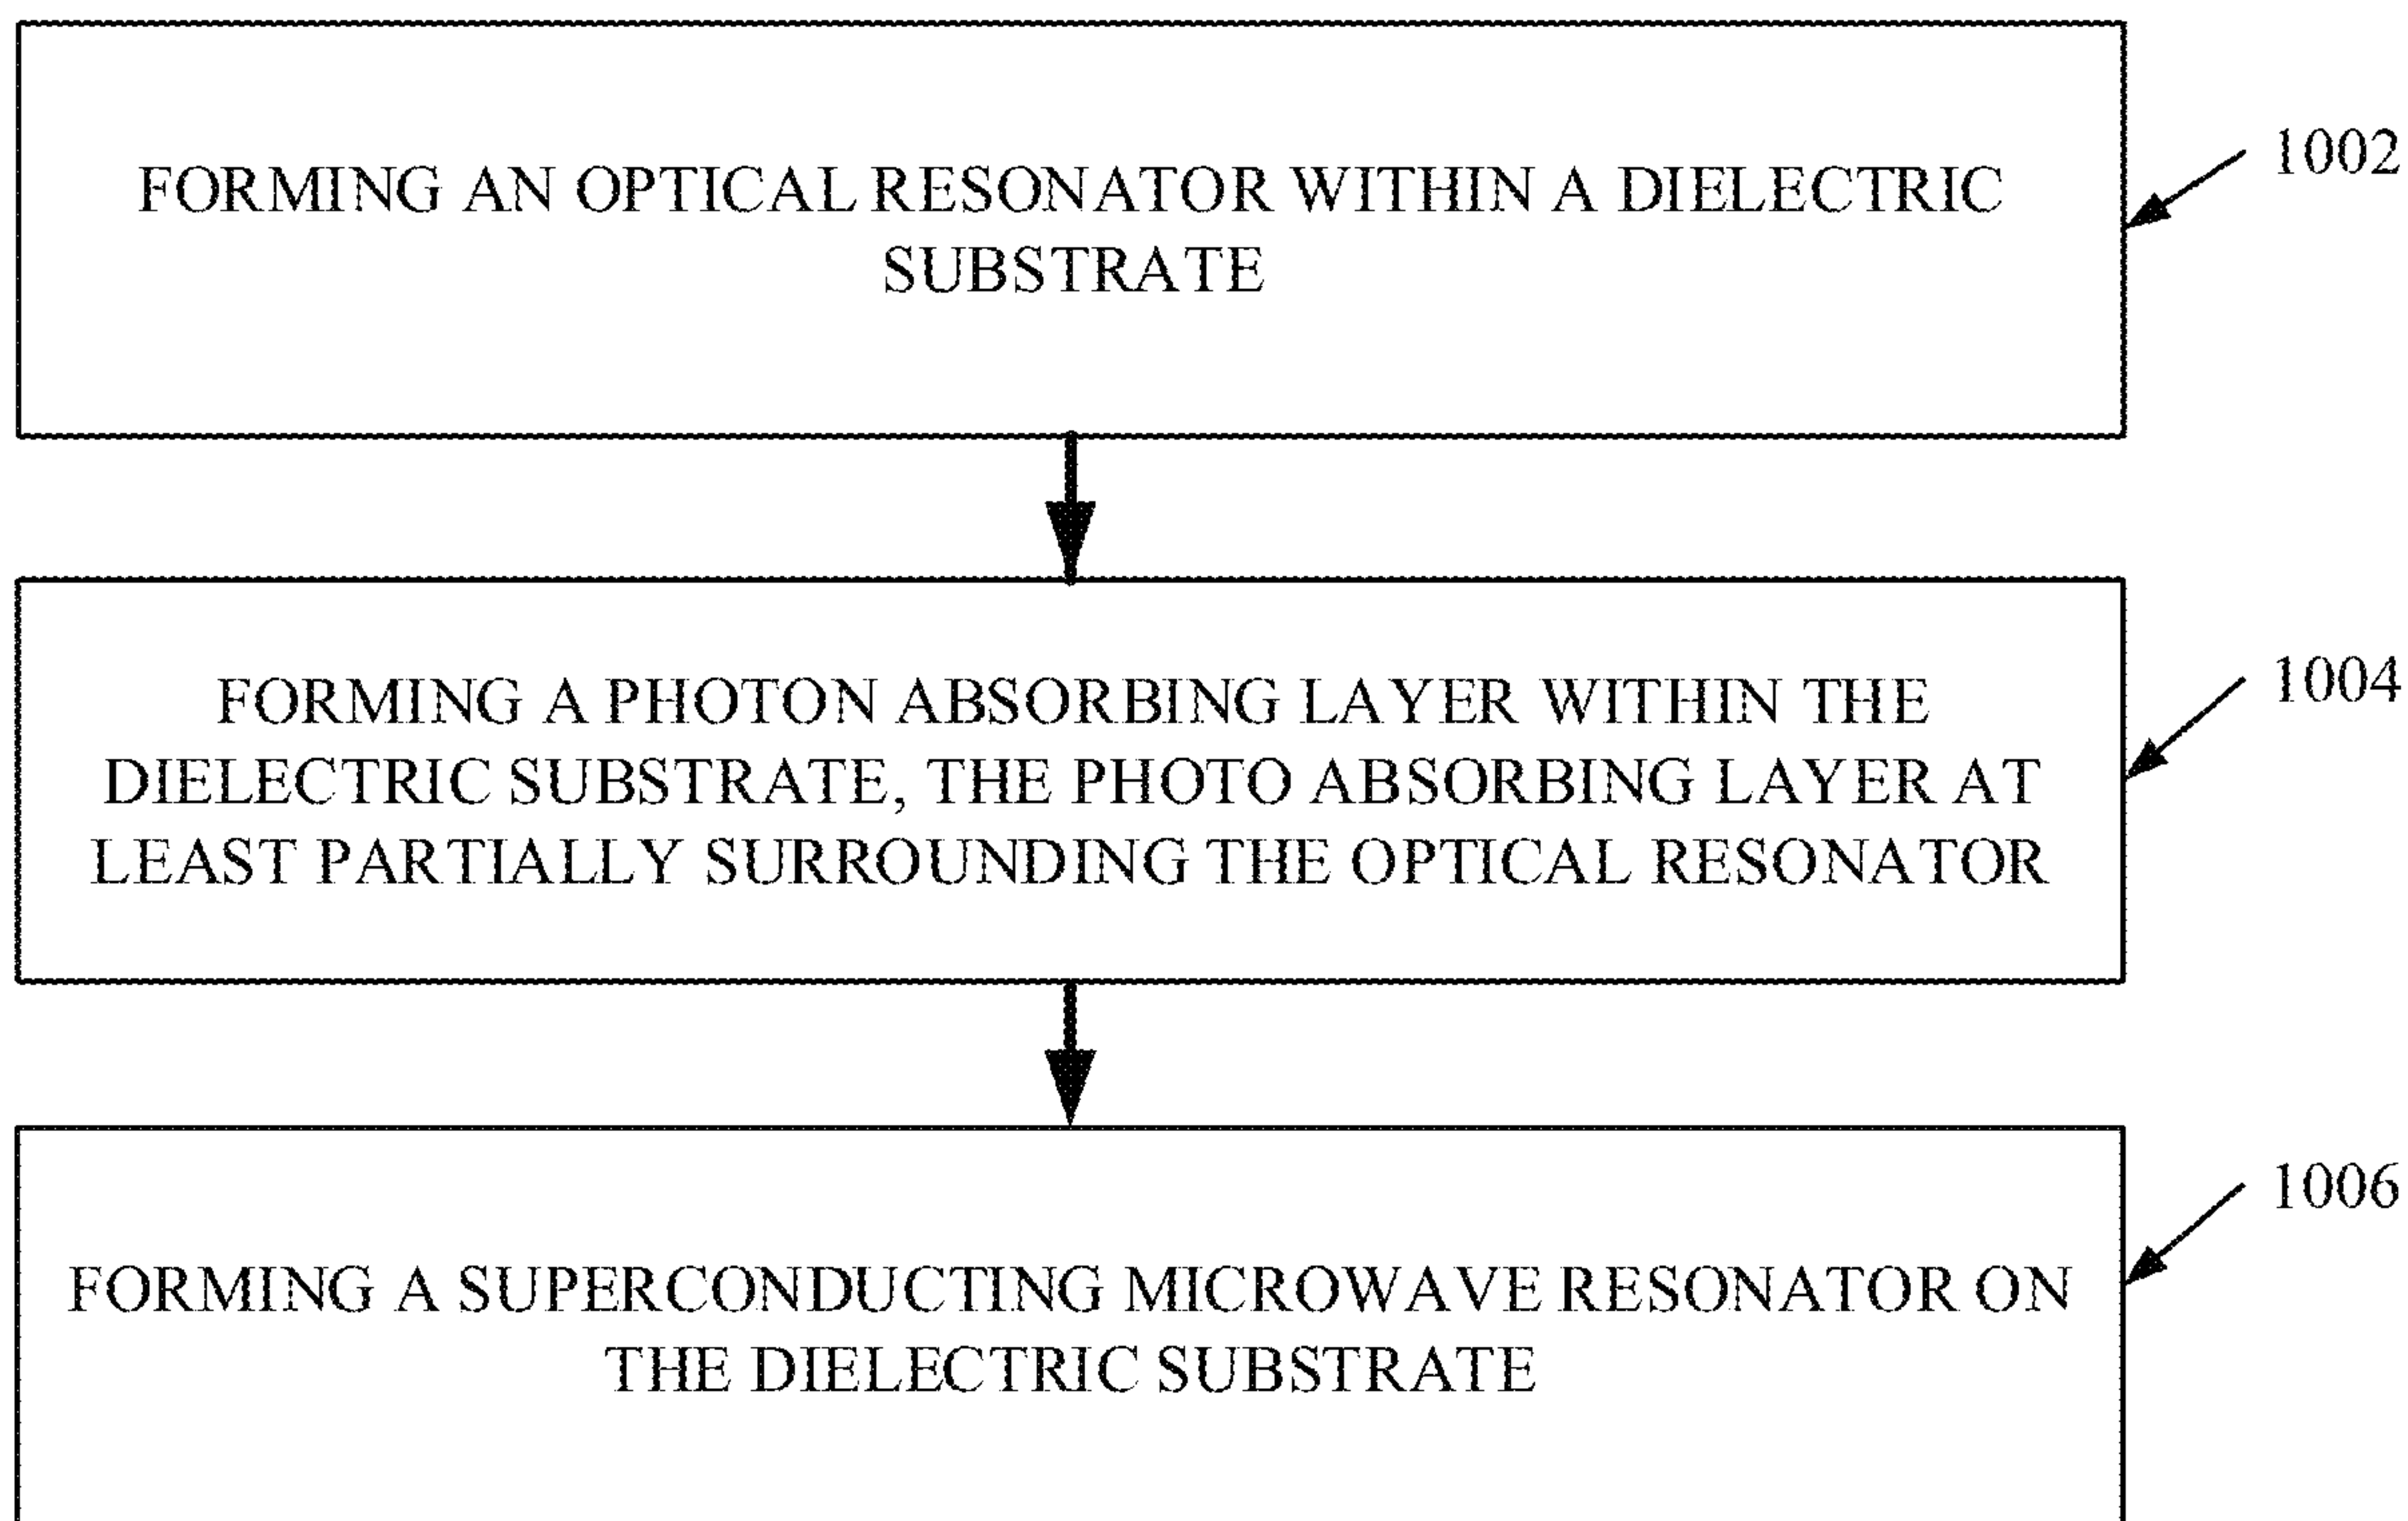 FORMING AN OPTICAL RESONATOR WITHIN A DIELECTRIC
SUBSTRATE
1002
FORMING A PHOTON ABSORBING LAYER WITHIN THE
DIELECTRIC SUBSTRATE, THE PHOTO ABSORBING LAYER AT
LEAST PARTIALLY SURROUNDING THE OPTICAL RESONATOR
1004
FORMING A SUPERCONDUCTING MICROWAVE RESONATOR ON
THE DIELECTRIC SUBSTRATE
1006